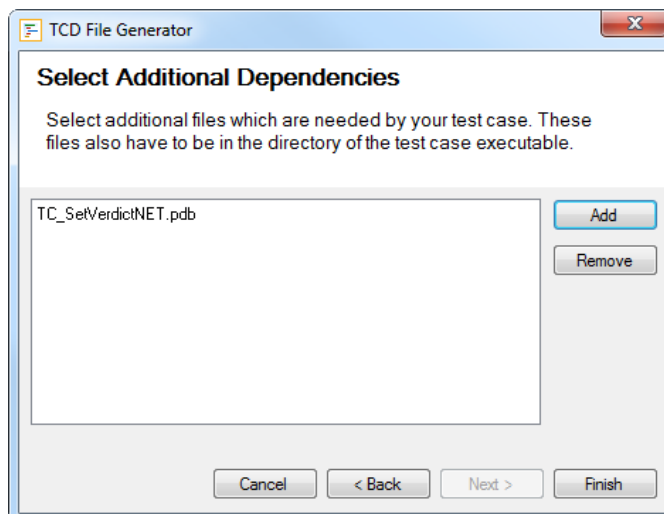 TCD File Generator
X
Select Additional Dependencies
Select additional files which are needed by your test case. These
files also have to be in the directory of the test case executable.
TC_SetVerdictNET.pdb
Add
Remove
Cancel
< Back
Next >
Finish